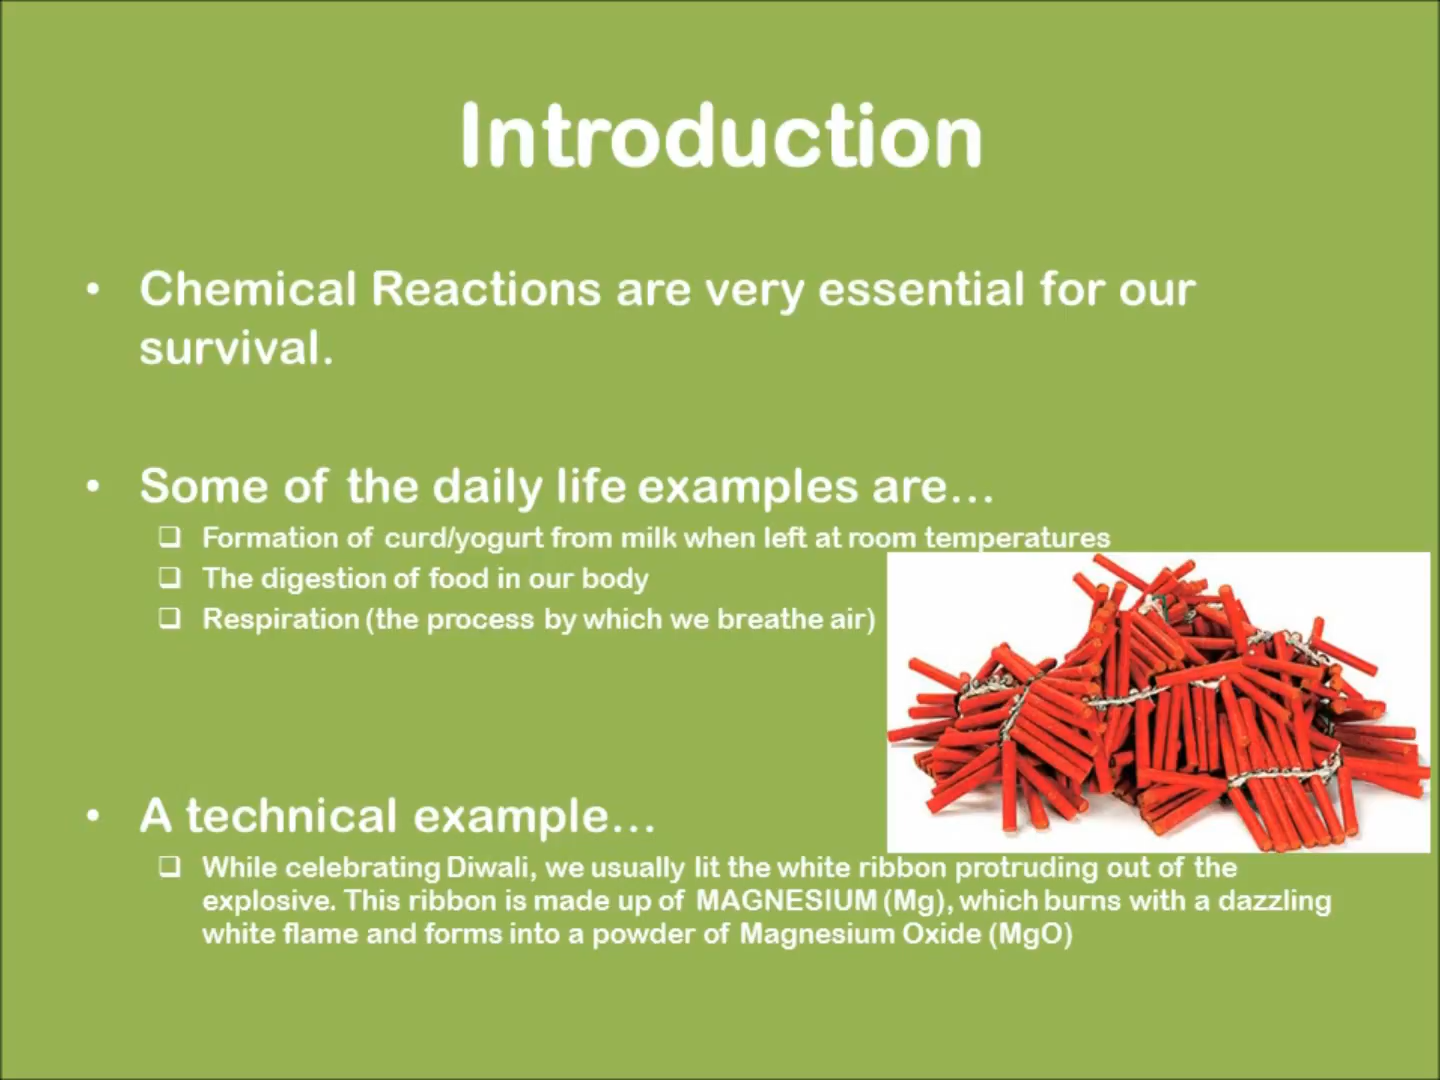 Introduction
• Chemical Reactions are very essential for our
survival.
• Some of the daily life examples are...
❑ Formation of curd/yogurt from milk when left at room temperatures
❑ The digestion of food in our body
❑ Respiration (the process by which we breathe air)
• A technical example...
❑ While celebrating Diwali, we usually lit the white ribbon protruding out of the
explosive. This ribbon is made up of MAGNESIUM (Mg), which burns with a dazzling
white flame and forms into a powder of Magnesium Oxide (MgO)